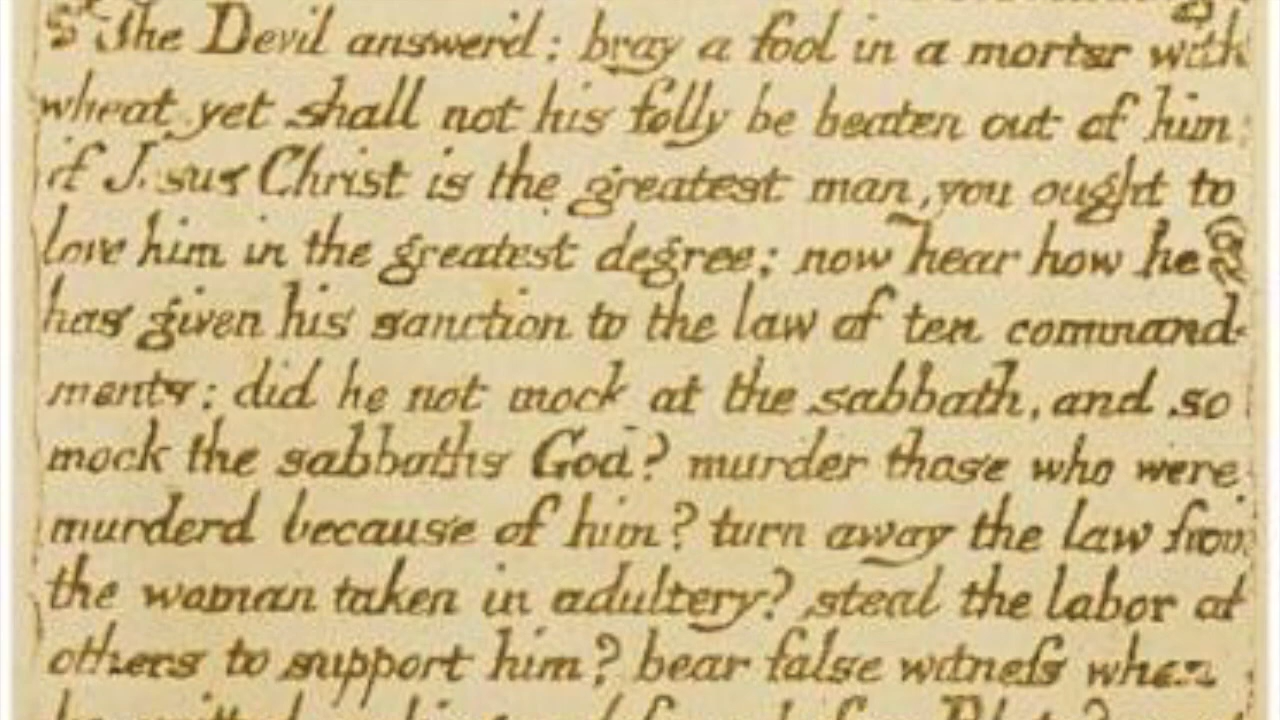 The Devil answerd: bray a fool in a morter with
wheat, yet shall not his folly be beaten out of him:
if Jesus Christ is the greatest man, you ought to
love him in the greatest degree; now hear how he
has given his sanction to the law of ten command-
ments: did he not mock at the sabbath, and so
mock the sabbaths God? murder those who were
murderd because of him? turn away the law from
the woman taken in adultery? steal the labor of
others to support him? bear false witneſs when